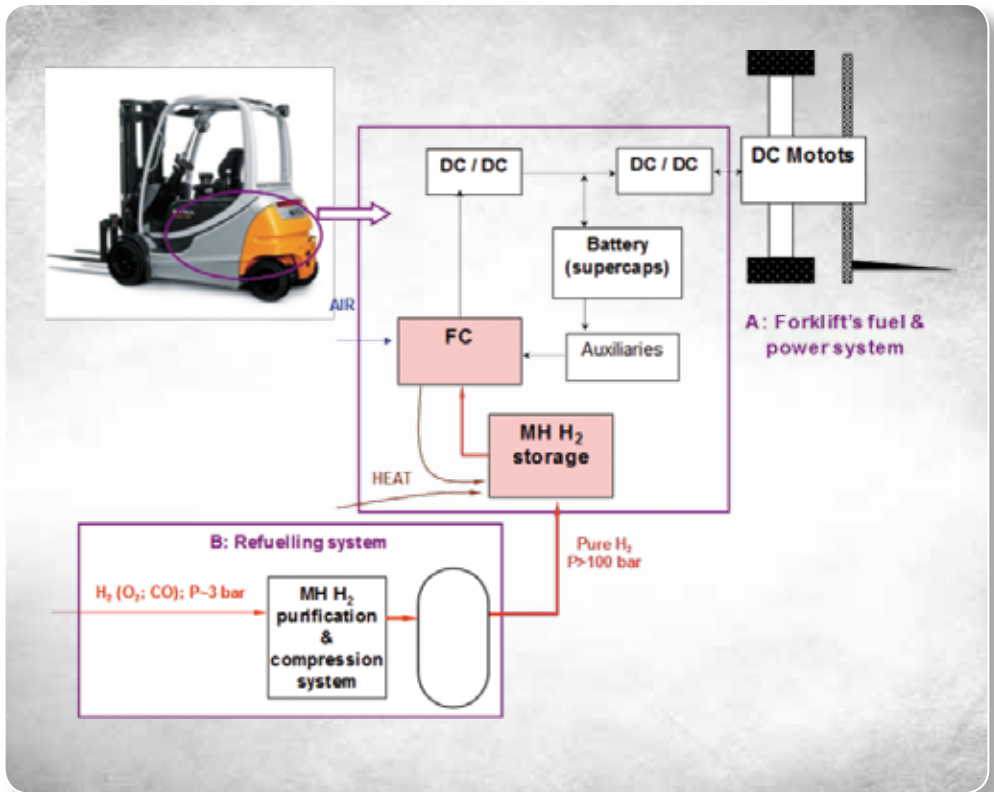 DC / DC
DC / DC
DC Motots
Battery
(supercaps)
AIR
FC
Auxiliaries
A: Forklift's fuel &
power system
MH H₂
storage
HEAT
B: Refuelling system
Pure H₂
P>100 bar
H₂ (O₂; CO); P~3 bar
MH H₂
purification
&
compression
system